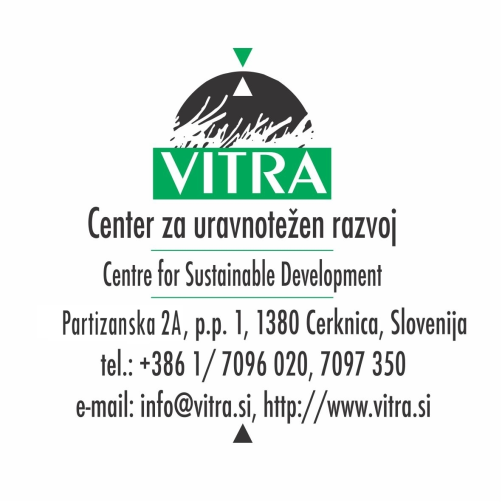 VITRA
Center za uravnotežen razvoj
Centre for Sustainable Development
Partizanska 2A, p.p. 1, 1380 Cerknica, Slovenija
tel.: +386 1/ 7096 020, 7097 350
e-mail: info@vitra.si, http://www.vitra.si